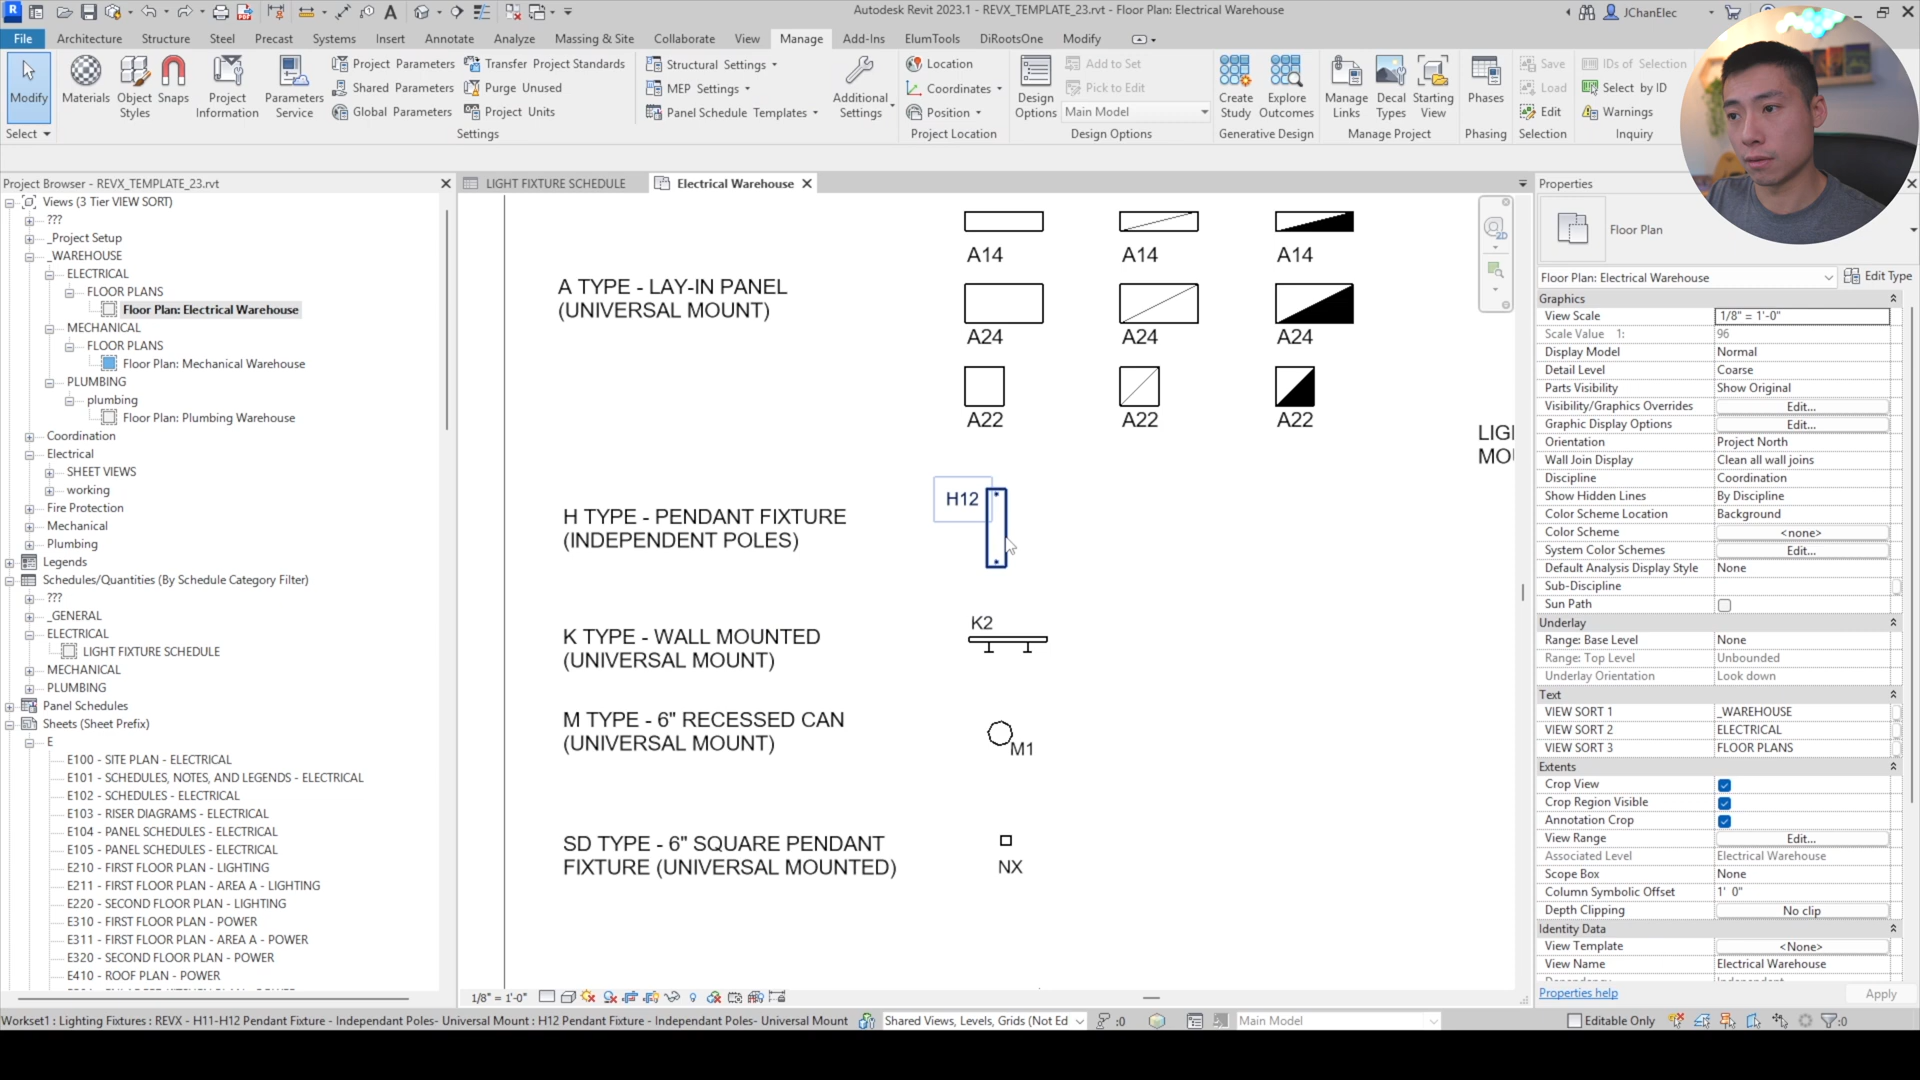 Autodesk Revit 2023.1 - REVX_TEMPLATE_23.rvt - Floor Plan: Electrical Warehouse
JChanElec
File Architecture Structure Steel Precast Systems Insert Annotate Analyze Massing & Site Collaborate View Manage Add-Ins ElumTools DiRootsOne Modify
Modify
Select
Materials
Object Styles
Snaps
Project Information
Parameters Service
Project Parameters
Shared Parameters
Global Parameters
Transfer Project Standards
Purge Unused
Project Units
Settings
Structural Settings
MEP Settings
Panel Schedule Templates
Additional Settings
Location
Coordinates
Position
Project Location
Design Options
Add to Set
Pick to Edit
Main Model
Design Options
Create Study
Explore Outcomes
Generative Design
Manage Links
Decal Types
Starting View
Manage Project
Phases
Phasing
Save
Load
Edit
Selection
IDs of Selection
Select by ID
Warnings
Inquiry
Project Browser - REVX_TEMPLATE_23.rvt
Views (3 Tier VIEW SORT)
???
_Project Setup
_WAREHOUSE
ELECTRICAL
FLOOR PLANS
Floor Plan: Electrical Warehouse
MECHANICAL
FLOOR PLANS
Floor Plan: Mechanical Warehouse
PLUMBING
plumbing
Floor Plan: Plumbing Warehouse
Coordination
Electrical
SHEET VIEWS
working
Fire Protection
Mechanical
Plumbing
Legends
Schedules/Quantities (By Schedule Category Filter)
???
_GENERAL
ELECTRICAL
LIGHT FIXTURE SCHEDULE
MECHANICAL
PLUMBING
Panel Schedules
Sheets (Sheet Prefix)
E
E100 - SITE PLAN - ELECTRICAL
E101 - SCHEDULES, NOTES, AND LEGENDS - ELECTRICAL
E102 - SCHEDULES - ELECTRICAL
E103 - RISER DIAGRAMS - ELECTRICAL
E104 - PANEL SCHEDULES - ELECTRICAL
E105 - PANEL SCHEDULES - ELECTRICAL
E210 - FIRST FLOOR PLAN - LIGHTING
E211 - FIRST FLOOR PLAN - AREA A - LIGHTING
E220 - SECOND FLOOR PLAN - LIGHTING
E310 - FIRST FLOOR PLAN - POWER
E311 - FIRST FLOOR PLAN - AREA A - POWER
E320 - SECOND FLOOR PLAN - POWER
E410 - ROOF PLAN - POWER
LIGHT FIXTURE SCHEDULE
Electrical Warehouse
A14 A14 A14
A TYPE - LAY-IN PANEL
(UNIVERSAL MOUNT)
A24 A24 A24
A22 A22 A22
H12
H TYPE - PENDANT FIXTURE
(INDEPENDENT POLES)
K2
K TYPE - WALL MOUNTED
(UNIVERSAL MOUNT)
M TYPE - 6" RECESSED CAN
(UNIVERSAL MOUNT)
M1
SD TYPE - 6" SQUARE PENDANT
FIXTURE (UNIVERSAL MOUNTED)
NX
2D
1/8" = 1'-0"
Properties
Floor Plan
Floor Plan: Electrical Warehouse
Edit Type
Graphics
View Scale 1/8" = 1'-0"
Scale Value 1: 96
Display Model Normal
Detail Level Coarse
Parts Visibility Show Original
Visibility/Graphics Overrides Edit...
Graphic Display Options Edit...
Orientation Project North
Wall Join Display Clean all wall joins
Discipline Coordination
Show Hidden Lines By Discipline
Color Scheme Location Background
Color Scheme <none>
System Color Schemes Edit...
Default Analysis Display Style None
Sub-Discipline
Sun Path
Underlay
Range: Base Level None
Range: Top Level Unbounded
Underlay Orientation Look down
Text
VIEW SORT 1 _WAREHOUSE
VIEW SORT 2 ELECTRICAL
VIEW SORT 3 FLOOR PLANS
Extents
Crop View
Crop Region Visible
Annotation Crop
View Range Edit...
Associated Level Electrical Warehouse
Scope Box None
Column Symbolic Offset 1' 0"
Depth Clipping No clip
Identity Data
View Template <None>
View Name Electrical Warehouse
Properties help
Apply
Workset1 : Lighting Fixtures : REVX - H11-H12 Pendant Fixture - Independent Poles- Universal Mount : H12 Pendant Fixture - Independent Poles- Universal Mount
Shared Views, Levels, Grids (Not Ed
:0
Main Model
Editable Only
:0